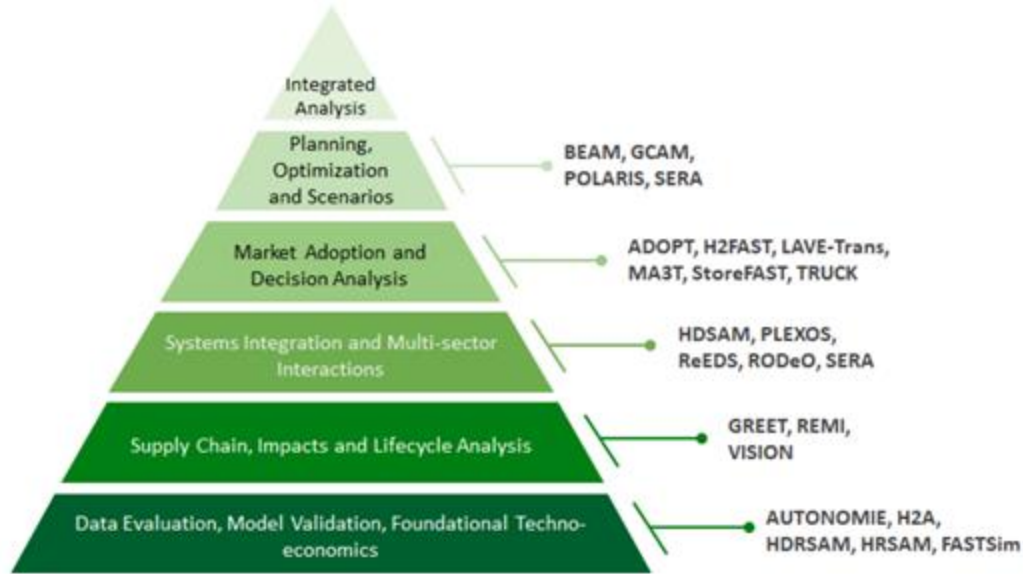 Integrated
Analysis
Planning,
Optimization
and Scenarios
BEAM, GCAM,
POLARIS, SERA
Market Adoption and
Decision Analysis
ADOPT, H2FAST, LAVE-Trans,
MA3T, StoreFAST, TRUCK
Systems Integration and Multi-sector
Interactions
HDSAM, PLEXOS,
ReEDS, RODeO, SERA
Supply Chain, Impacts and Lifecycle Analysis
GREET, REMI,
VISION
Data Evaluation, Model Validation, Foundational Techno-
economics
AUTONOMIE, H2A,
HDRSAM, HRSAM, FASTSim